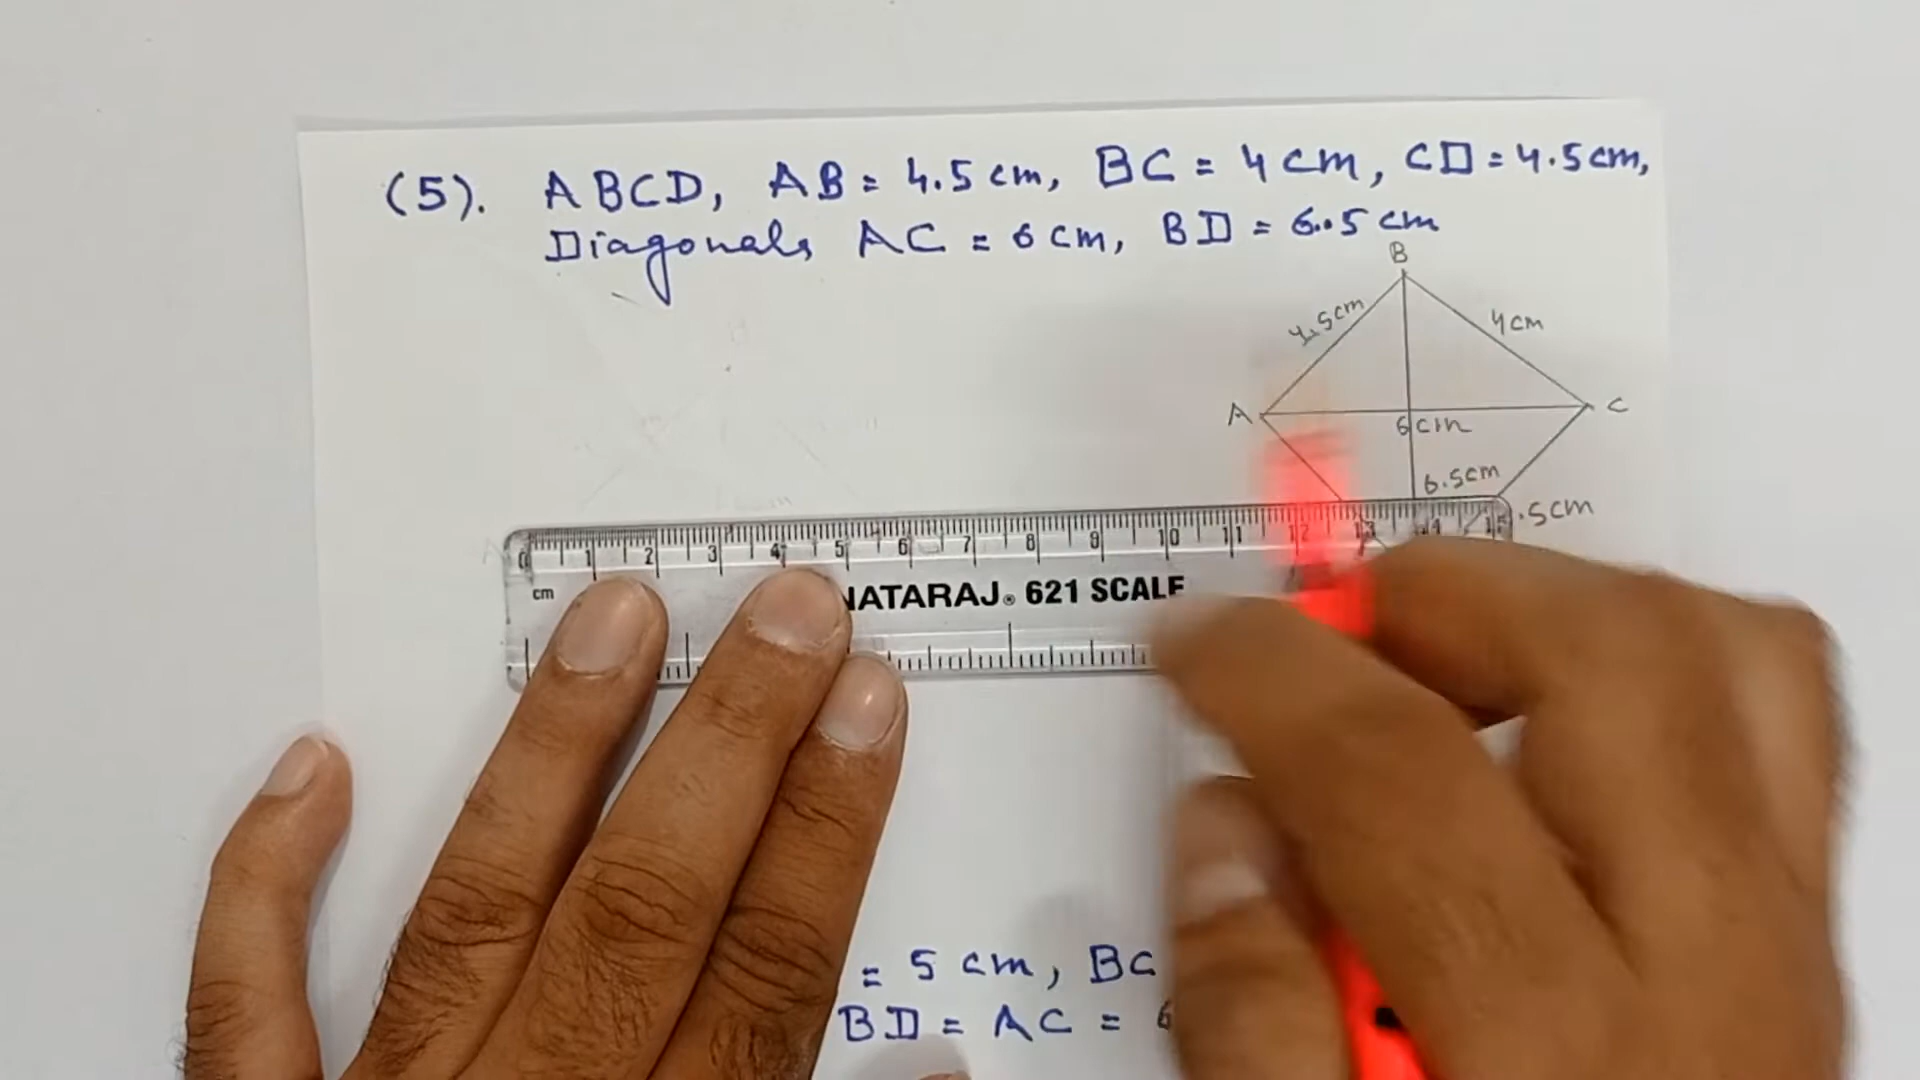 (5). ABCD, AB = 4.5 cm, BC = 4 cm, CD = 4.5 cm,
Diagonals AC = 6 cm, BD = 6.5 cm
B
4.5cm
4cm
A
C
6cm
6.5cm
.5cm
0 1 2 3 4 5 6 7 8 9 10 11 12 13 14 15
cm
NATARAJ® 621 SCALE
= 5 cm, BC
BD = AC = 6